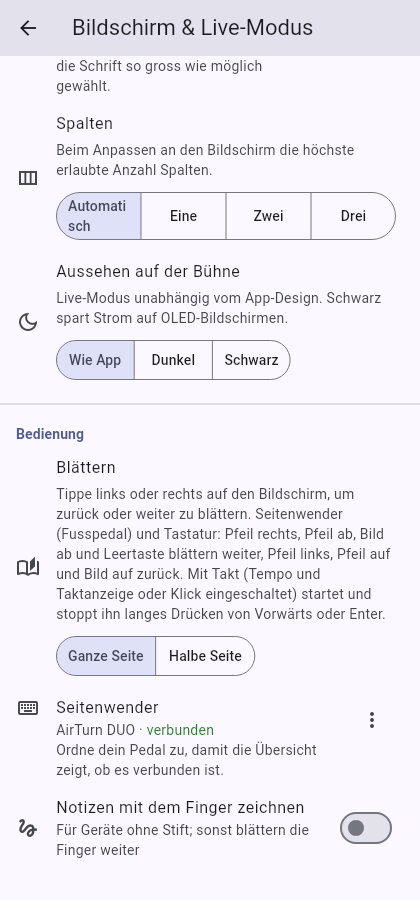 Bildschirm & Live-Modus
die Schrift so gross wie möglich
gewählt.
Spalten
Beim Anpassen an den Bildschirm die höchste
erlaubte Anzahl Spalten.
Automati
sch
Eine
Zwei
Drei
Aussehen auf der Bühne
Live-Modus unabhängig vom App-Design. Schwarz
spart Strom auf OLED-Bildschirmen.
Wie App
Dunkel
Schwarz
Bedienung
Blättern
Tippe links oder rechts auf den Bildschirm, um
zurück oder weiter zu blättern. Seitenwender
(Fusspedal) und Tastatur: Pfeil rechts, Pfeil ab, Bild
ab und Leertaste blättern weiter, Pfeil links, Pfeil auf
und Bild auf zurück. Mit Takt (Tempo und
Taktanzeige oder Klick eingeschaltet) startet und
stoppt ihn langes Drücken von Vorwärts oder Enter.
Ganze Seite
Halbe Seite
Seitenwender
AirTurn DUO · verbunden
Ordne dein Pedal zu, damit die Übersicht
zeigt, ob es verbunden ist.
Notizen mit dem Finger zeichnen
Für Geräte ohne Stift; sonst blättern die
Finger weiter